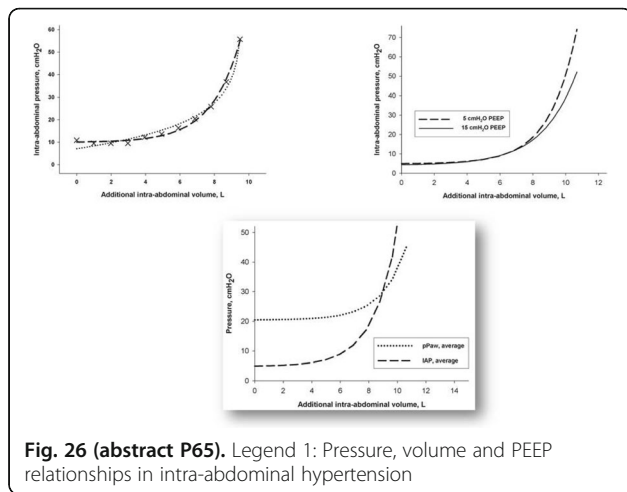 60
50
40
30
20
10
0
Intra-abdominal pressure, cmH2O
0 2 4 6 8 10
Additional intra-abdominal volume, L
70
60
50
40
30
20
10
0
Intra-abdominal pressure, cmH2O
5 cmH2O PEEP
15 cmH2O PEEP
0 2 4 6 8 10 12
Additional intra-abdominal volume, L
50
40
30
20
10
0
Pressure, cmH2O
pPaw, average
IAP, average
0 2 4 6 8 10 12 14
Additional intra-abdominal volume, L
Fig. 26 (abstract P65). Legend 1: Pressure, volume and PEEP
relationships in intra-abdominal hypertension